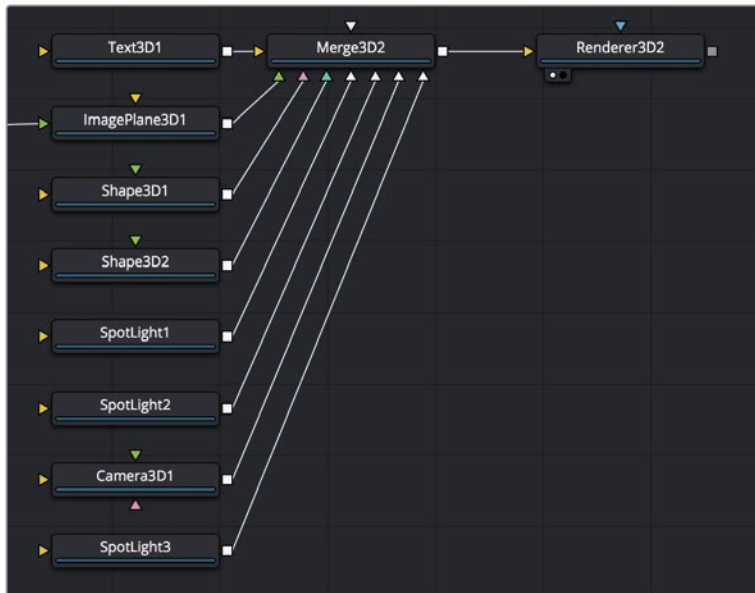 Text3D1
Merge3D2
Renderer3D2
ImagePlane3D1
Shape3D1
Shape3D2
SpotLight1
SpotLight2
Camera3D1
SpotLight3